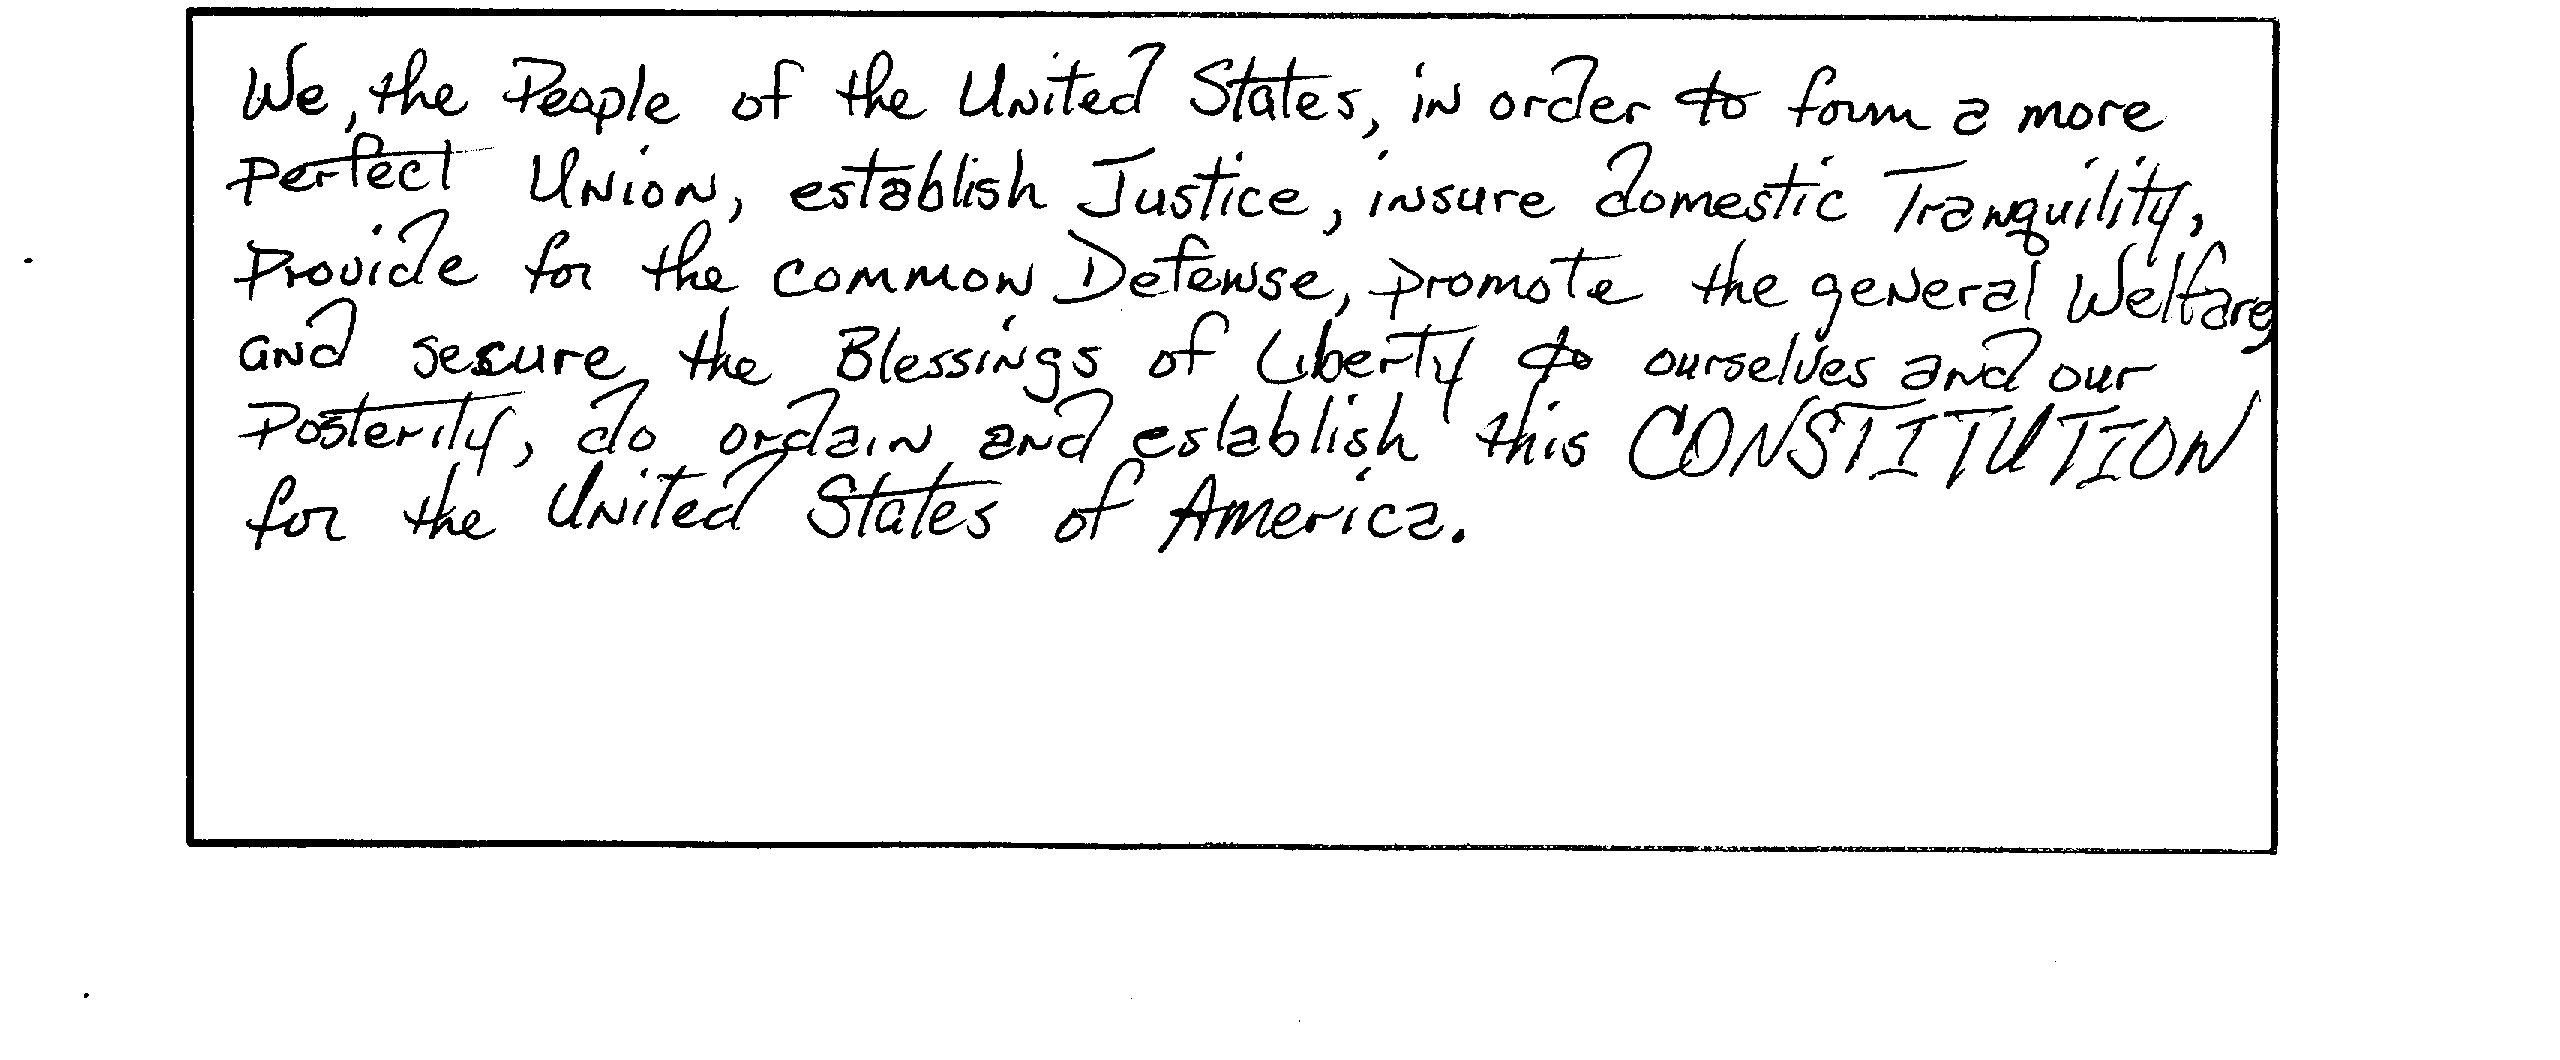 We, the People of the United States, in order to form a more
perfect Union, establish Justice, insure domestic Tranquility,
provide for the common Defense, promote the general Welfare,
and secure the Blessings of Liberty to ourselves and our
Posterity, do ordain and establish this CONSTITUTION
for the United States of America.